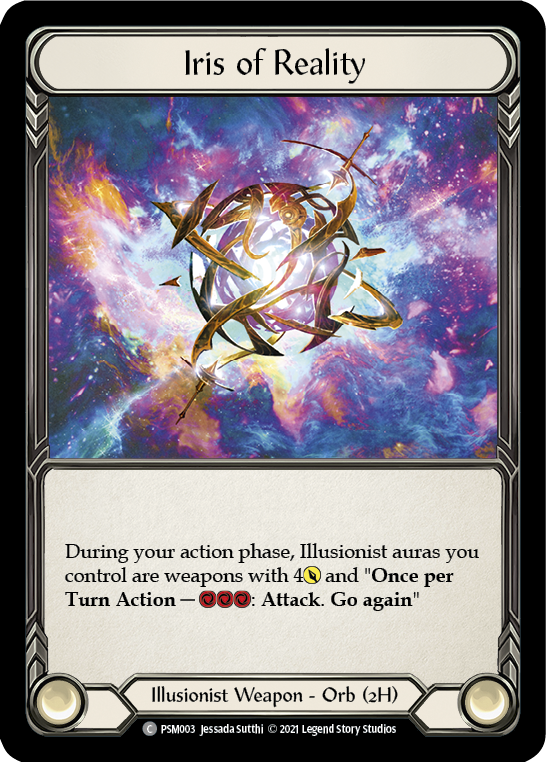 Iris of Reality
During your action phase, Illusionist auras you
control are weapons with 4 and "Once per
Turn Action — : Attack. Go again"
Illusionist Weapon - Orb (2H)
C PSM003 Jessada Sutthi © 2021 Legend Story Studios